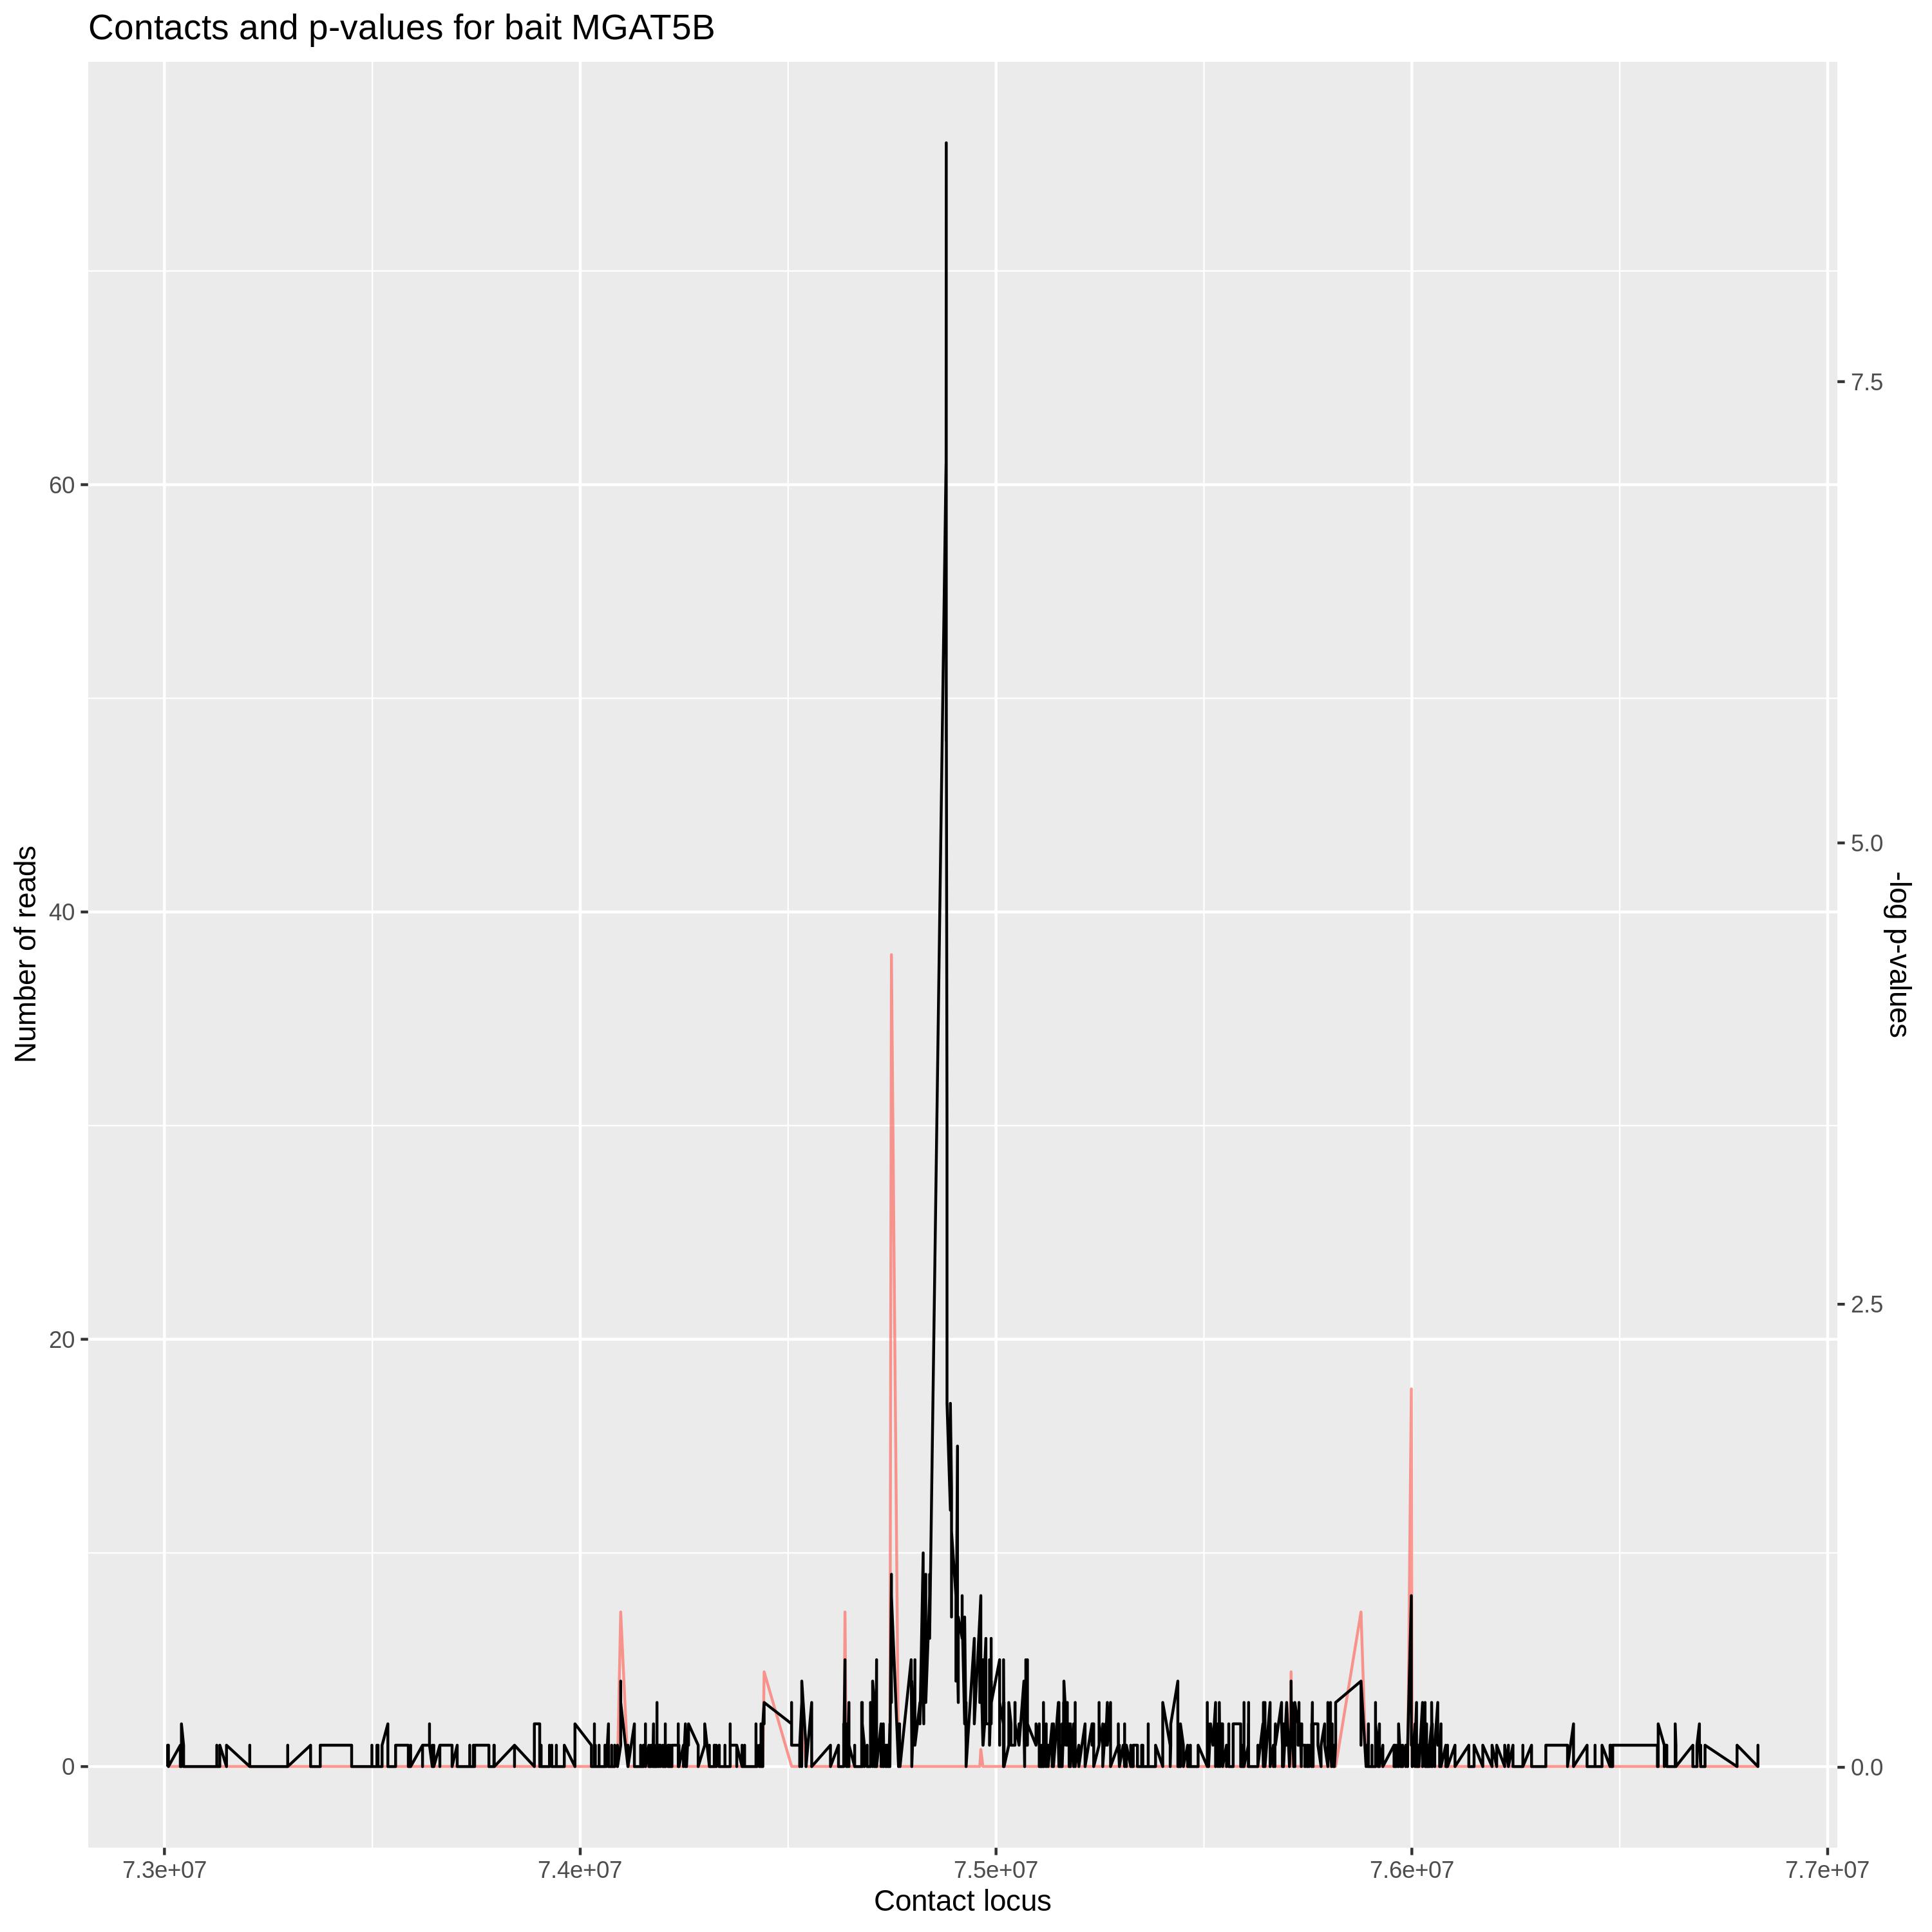 Contacts and p-values for bait MGAT5B
Number of reads
60
40
20
0
7.5
5.0
2.5
0.0
-log p-values
7.3e+07
7.4e+07
7.5e+07
7.6e+07
7.7e+07
Contact locus